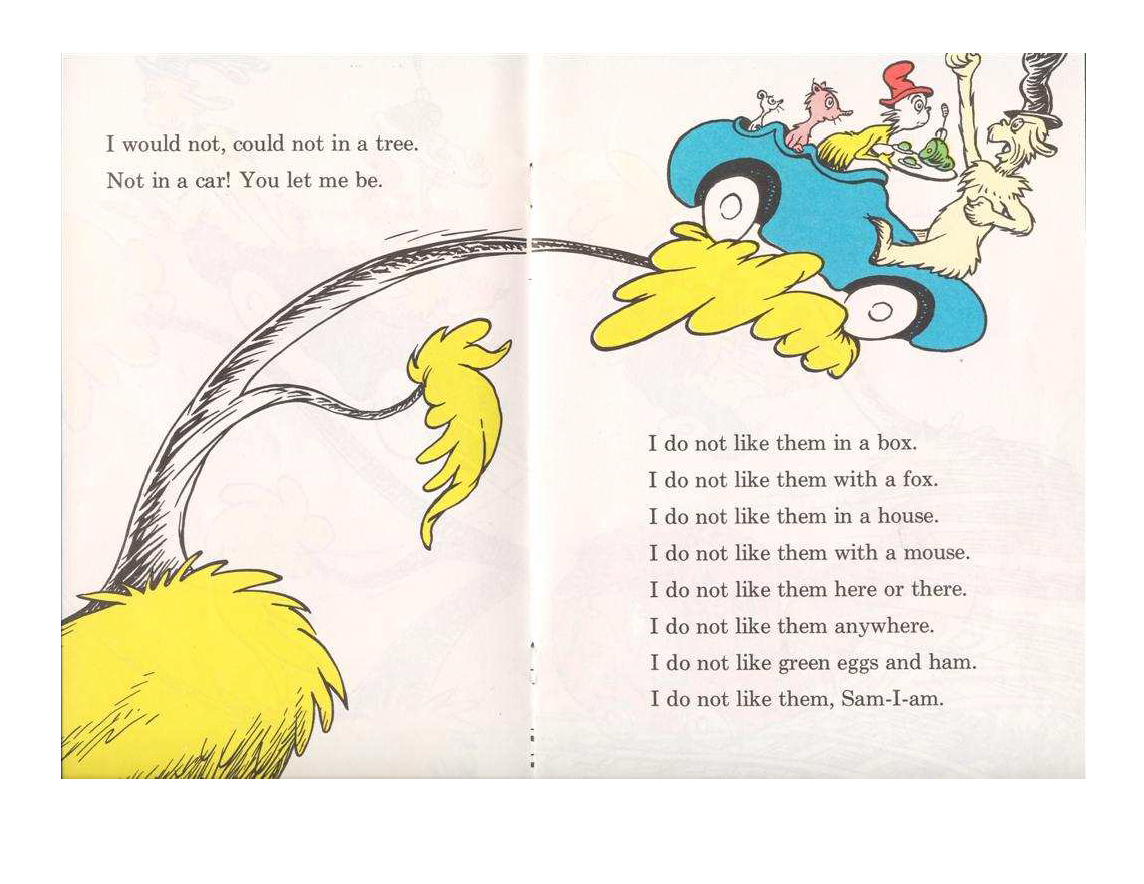 I would not, could not in a tree.
Not in a car! You let me be.
I do not like them in a box.
I do not like them with a fox.
I do not like them in a house.
I do not like them with a mouse.
I do not like them here or there.
I do not like them anywhere.
I do not like green eggs and ham.
I do not like them, Sam-I-am.